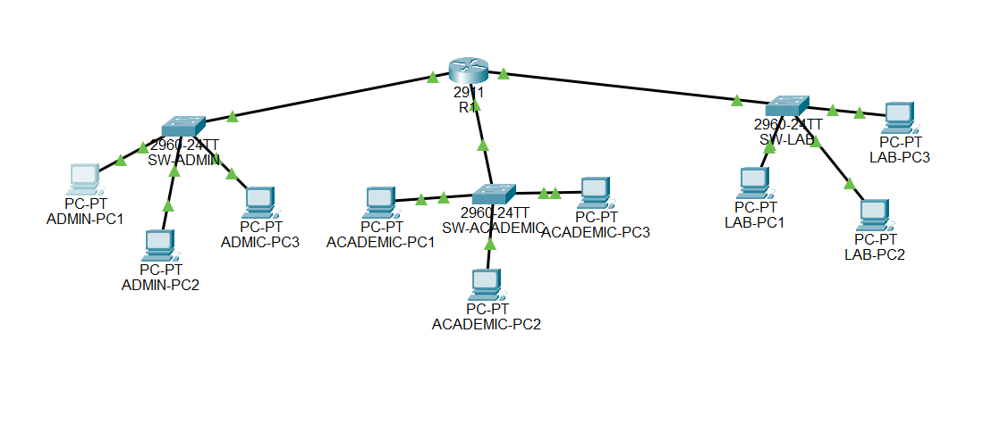 2911
R1
2960-24TT
SW-ADMIN
PC-PT
ADMIN-PC1
PC-PT
ADMIN-PC2
PC-PT
ADMIC-PC3
2960-24TT
SW-ACADEMIC
PC-PT
ACADEMIC-PC1
PC-PT
ACADEMIC-PC2
PC-PT
ACADEMIC-PC3
2960-24TT
SW-LAB
PC-PT
LAB-PC1
PC-PT
LAB-PC2
PC-PT
LAB-PC3